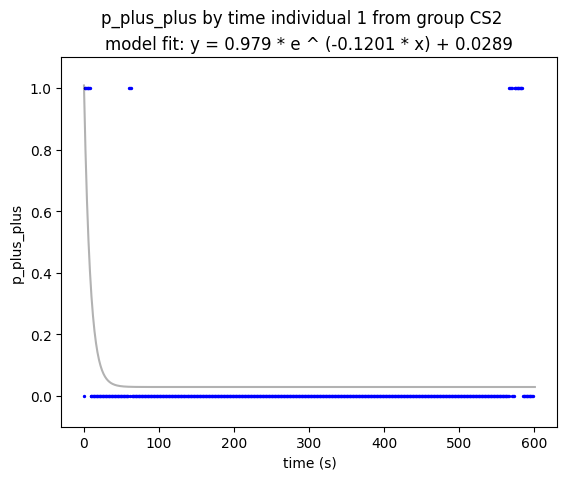 p_plus_plus by time individual 1 from group CS2
model fit: y = 0.979 * e ^ (-0.1201 * x) + 0.0289
1.0
0.8
0.6
0.4
0.2
0.0
p_plus_plus
0 100 200 300 400 500 600
time (s)